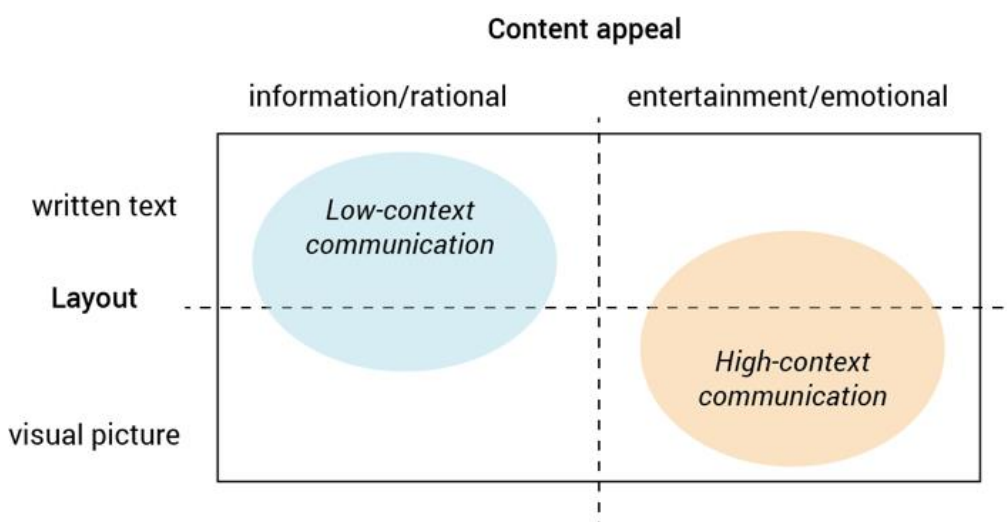 Content appeal
information/rational entertainment/emotional
written text
Low-context
communication
Layout
High-context
communication
visual picture